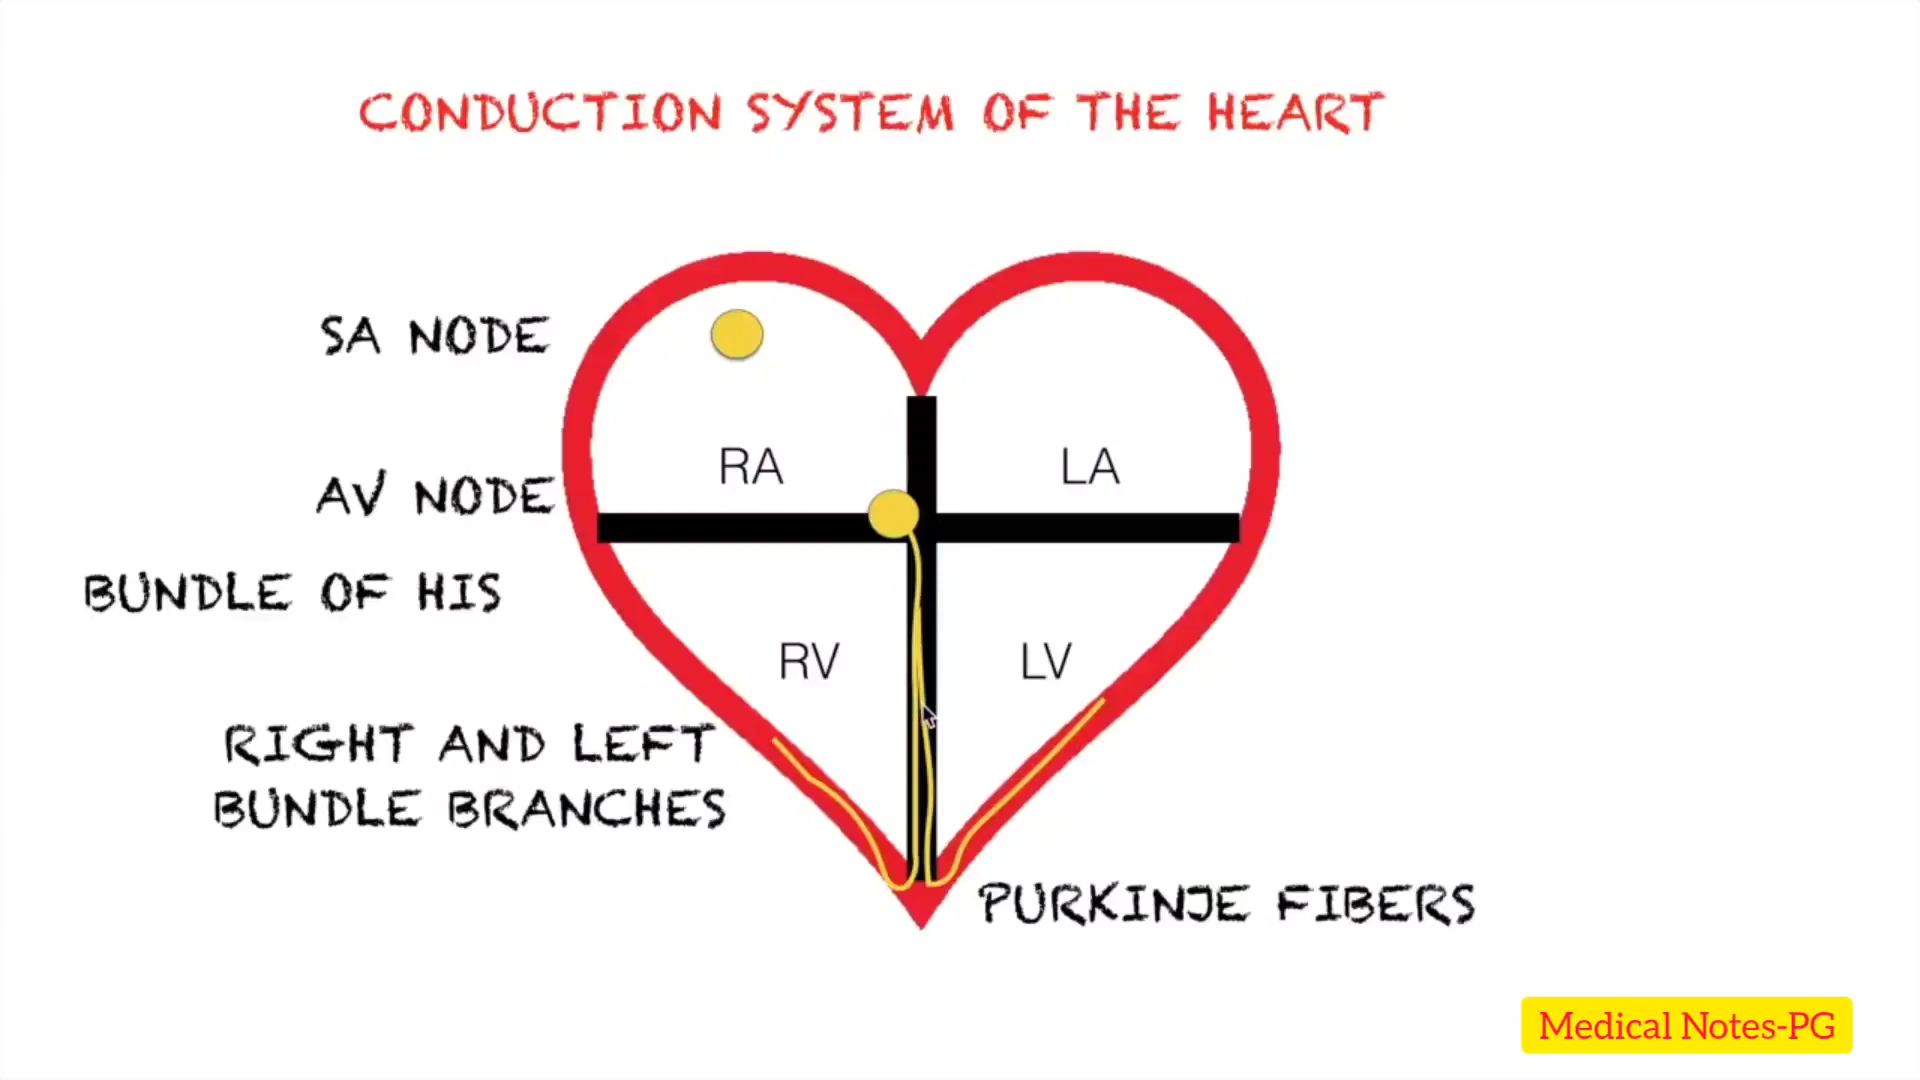 CONDUCTION SYSTEM OF THE HEART
SA NODE
RA
LA
AV NODE
BUNDLE OF HIS
RV
LV
RIGHT AND LEFT
BUNDLE BRANCHES
PURKINJE FIBERS
Medical Notes-PG